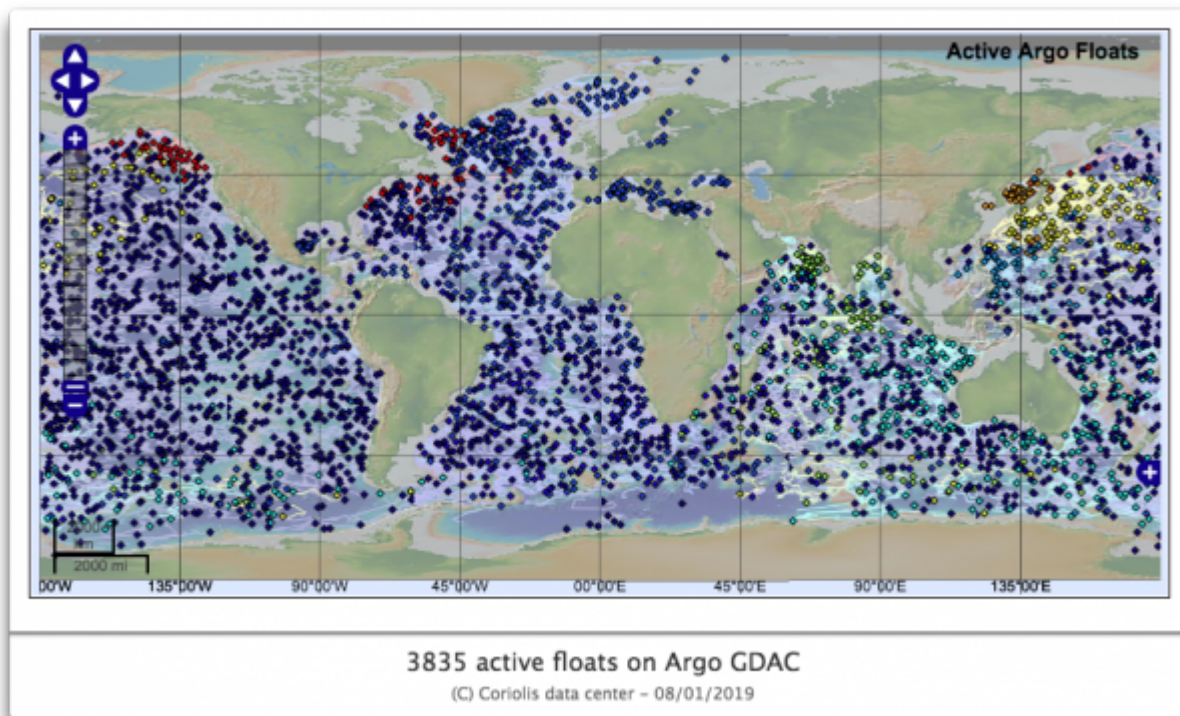 Active Argo Floats
km
2000 mi
00'W 135°00'W 90°00'W 45°00'W 00°00'E 45°00'E 90°00'E 135°00'E
3835 active floats on Argo GDAC
(C) Coriolis data center – 08/01/2019